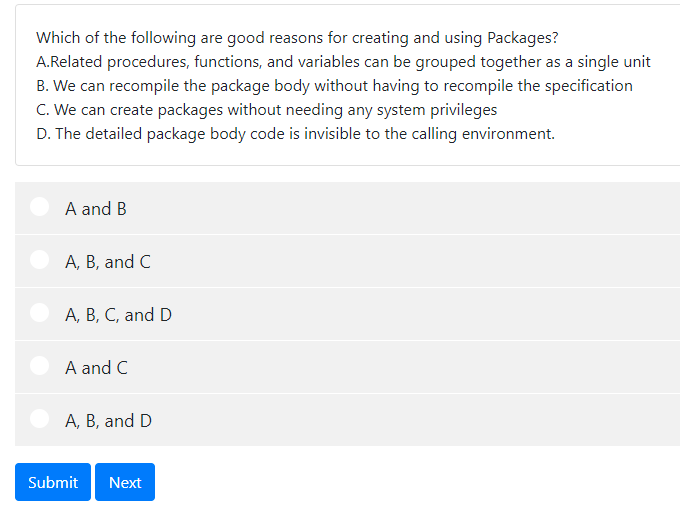 Which of the following are good reasons for creating and using Packages?
A.Related procedures, functions, and variables can be grouped together as a single unit
B. We can recompile the package body without having to recompile the specification
C. We can create packages without needing any system privileges
D. The detailed package body code is invisible to the calling environment.
A and B
A, B, and C
A, B, C, and D
A and C
A, B, and D
Submit Next